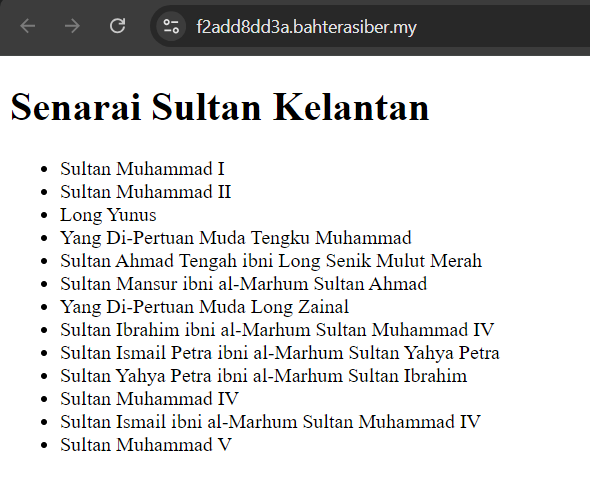 f2add8dd3a.bahterasiber.my
Senarai Sultan Kelantan
Sultan Muhammad I
Sultan Muhammad II
Long Yunus
Yang Di-Pertuan Muda Tengku Muhammad
Sultan Ahmad Tengah ibni Long Senik Mulut Merah
Sultan Mansur ibni al-Marhum Sultan Ahmad
Yang Di-Pertuan Muda Long Zainal
Sultan Ibrahim ibni al-Marhum Sultan Muhammad IV
Sultan Ismail Petra ibni al-Marhum Sultan Yahya Petra
Sultan Yahya Petra ibni al-Marhum Sultan Ibrahim
Sultan Muhammad IV
Sultan Ismail ibni al-Marhum Sultan Muhammad IV
Sultan Muhammad V